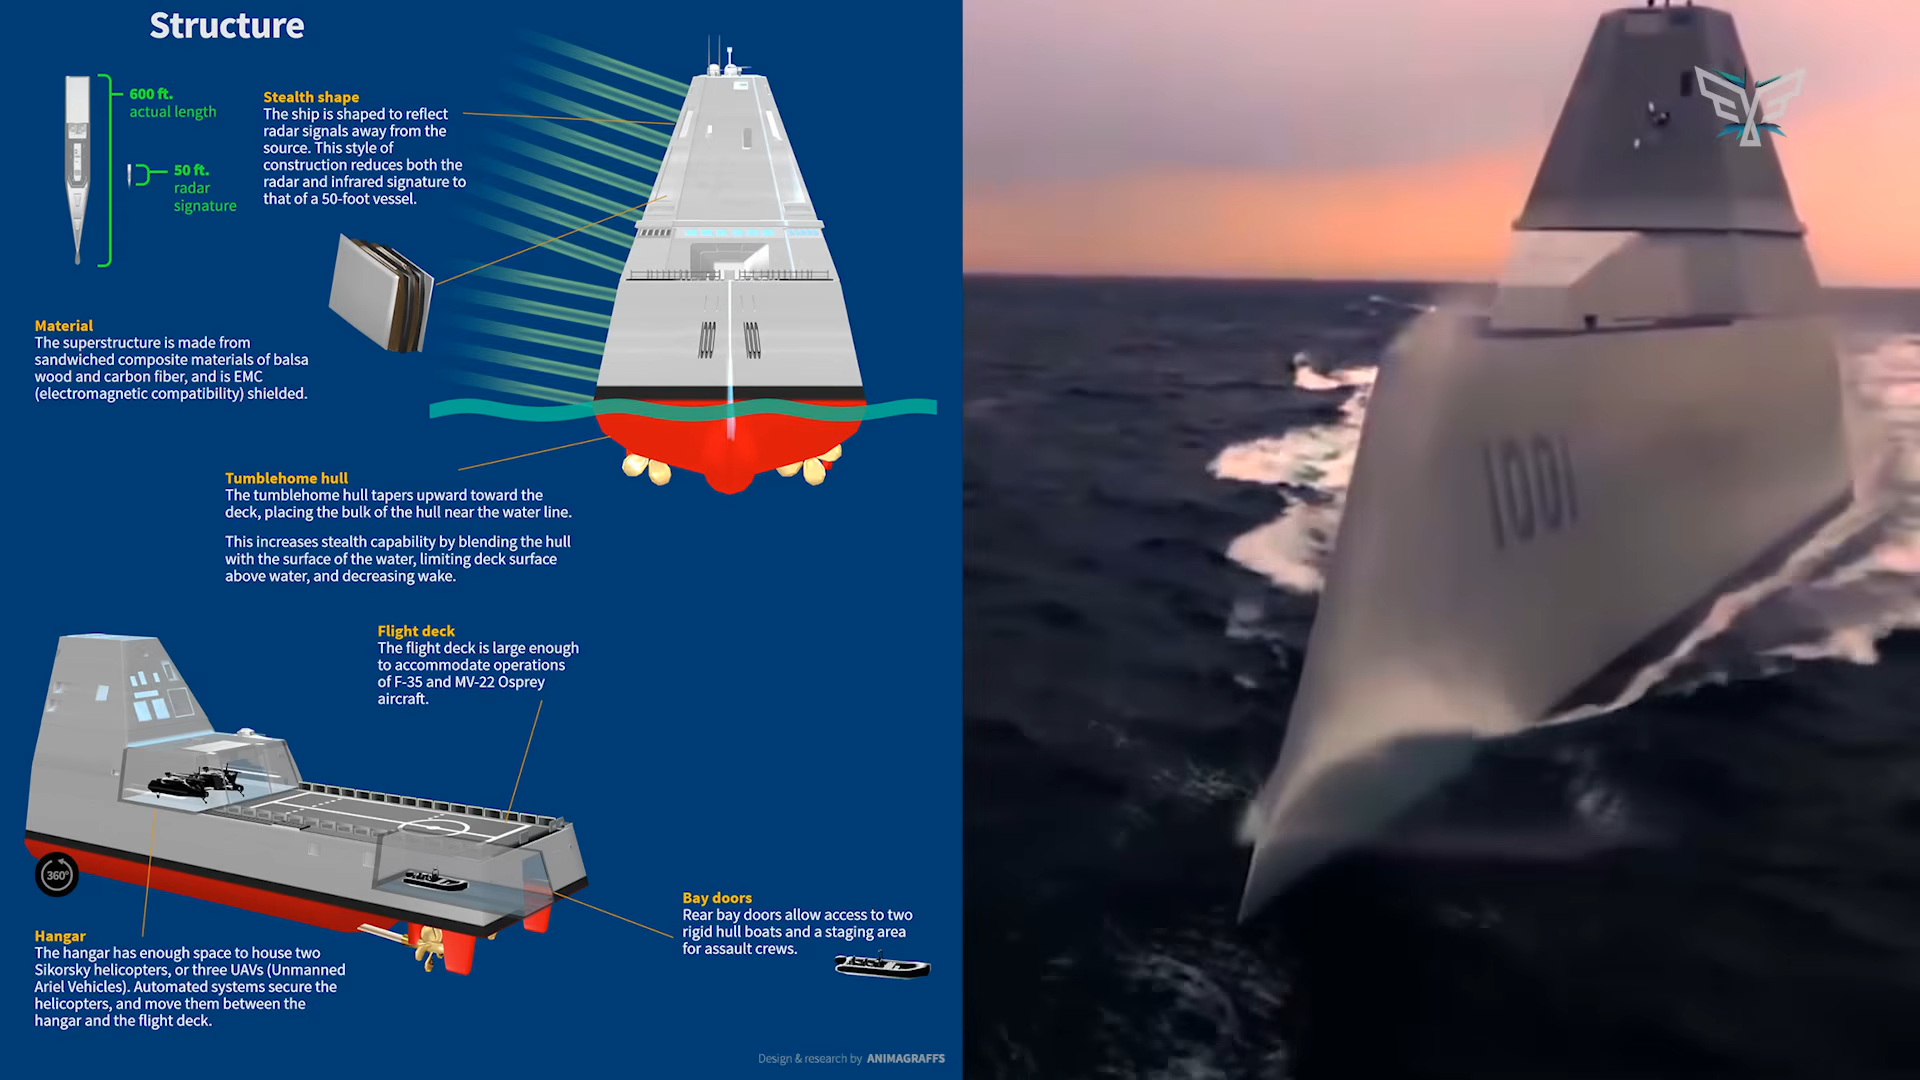 Structure
600 ft.
actual length
50 ft.
radar
signature
Stealth shape
The ship is shaped to reflect
radar signals away from the
source. This style of
construction reduces both the
radar and infrared signature to
that of a 50-foot vessel.
Material
The superstructure is made from
sandwiched composite materials of balsa
wood and carbon fiber, and is EMC
(electromagnetic compatibility) shielded.
Tumblehome hull
The tumblehome hull tapers upward toward the
deck, placing the bulk of the hull near the water line.
This increases stealth capability by blending the hull
with the surface of the water, limiting deck surface
above water, and decreasing wake.
Flight deck
The flight deck is large enough
to accommodate operations
of F-35 and MV-22 Osprey
aircraft.
360°
Hangar
The hangar has enough space to house two
Sikorsky helicopters, or three UAVs (Unmanned
Ariel Vehicles). Automated systems secure the
helicopters, and move them between the
hangar and the flight deck.
Bay doors
Rear bay doors allow access to two
rigid hull boats and a staging area
for assault crews.
Design & research by ANIMAGRAFFS
1001
EYE